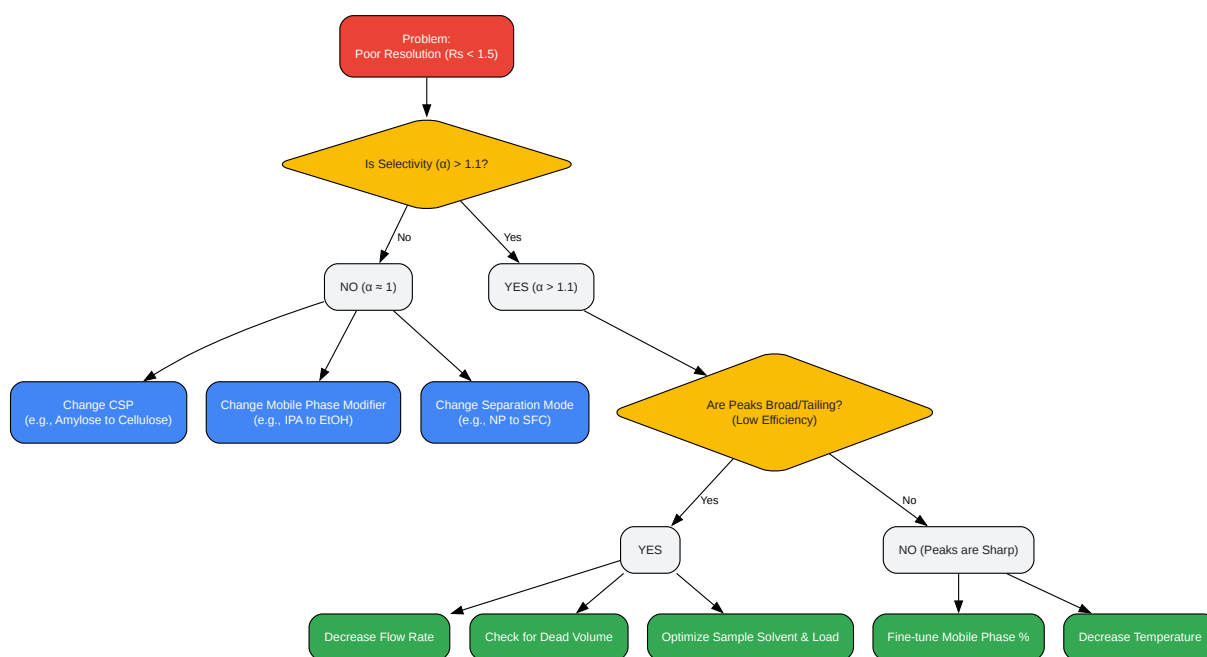 Problem:
Poor Resolution (Rs < 1.5)
Is Selectivity (α) > 1.1?
No
Yes
NO (α ≈ 1)
YES (α > 1.1)
Change CSP
(e.g., Amylose to Cellulose)
Change Mobile Phase Modifier
(e.g., IPA to EtOH)
Change Separation Mode
(e.g., NP to SFC)
Are Peaks Broad/Tailing?
(Low Efficiency)
Yes
No
YES
NO (Peaks are Sharp)
Decrease Flow Rate
Check for Dead Volume
Optimize Sample Solvent & Load
Fine-tune Mobile Phase %
Decrease Temperature